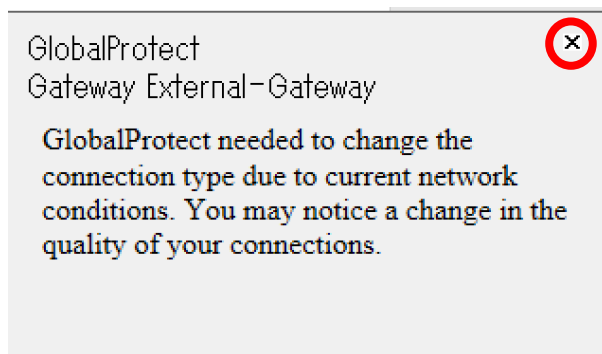 GlobalProtect
Gateway External-Gateway
GlobalProtect needed to change the
connection type due to current network
conditions. You may notice a change in the
quality of your connections.